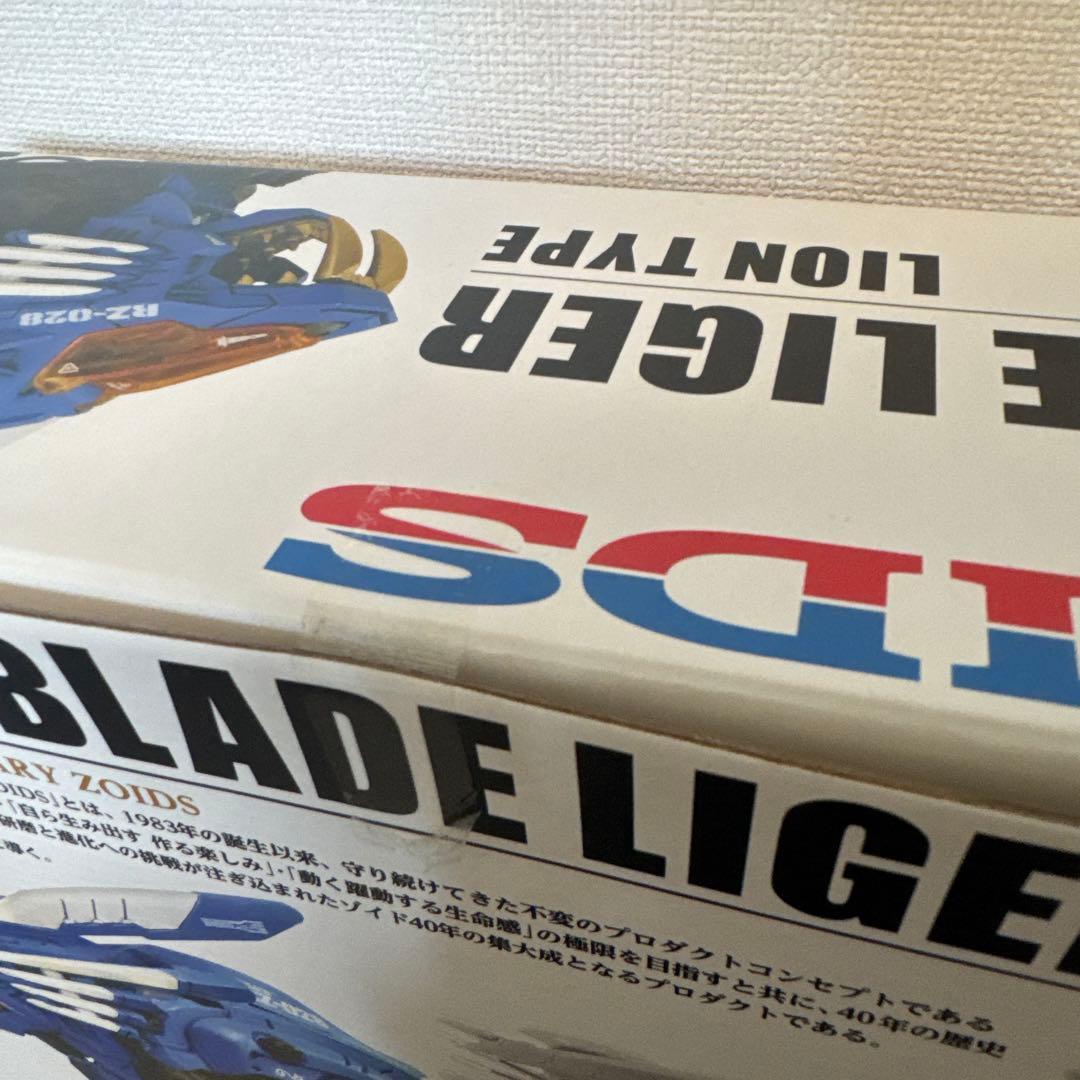 LION TYPE
E LIGER
IDS
RZ-028
BLADE LIGE
ARY ZOIDS
OIDS」とは、1983年の誕生以来、守り続けてきた不変のプロダクトコンセプトである
「自ら生み出す 作る楽しみ」・「動く躍動する生命感」の極限を目指すと共に、40年の歴史
研磨と進化への挑戦が注ぎ込まれたゾイド40年の集大成となるプロダクトである。
導く。
Z-028